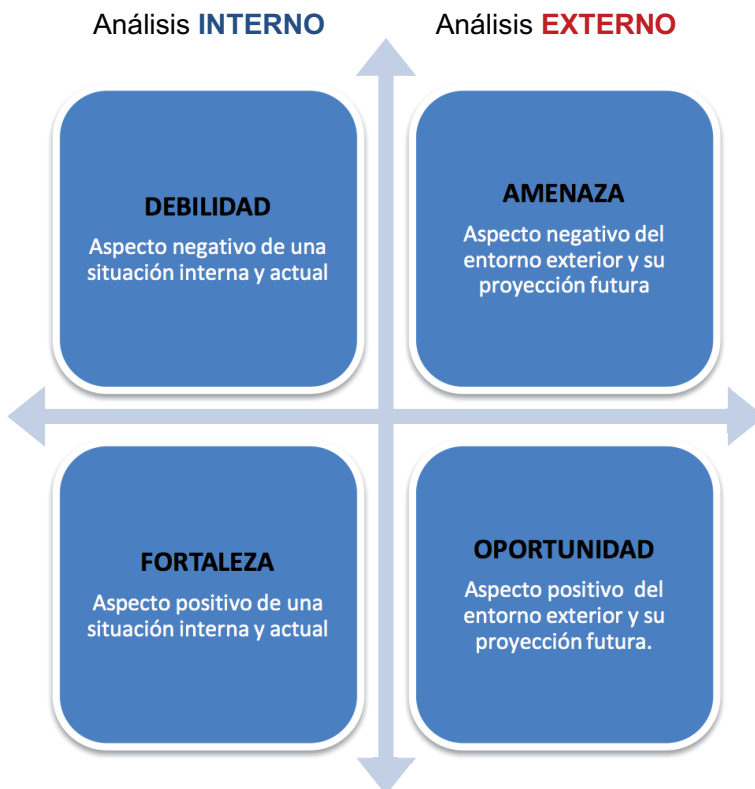 Análisis INTERNO
Análisis EXTERNO
DEBILIDAD
Aspecto negativo de una
situación interna y actual
AMENAZA
Aspecto negativo del
entorno exterior y su
proyección futura
FORTALEZA
Aspecto positivo de una
situación interna y actual
OPORTUNIDAD
Aspecto positivo del
entorno exterior y su
proyección futura.